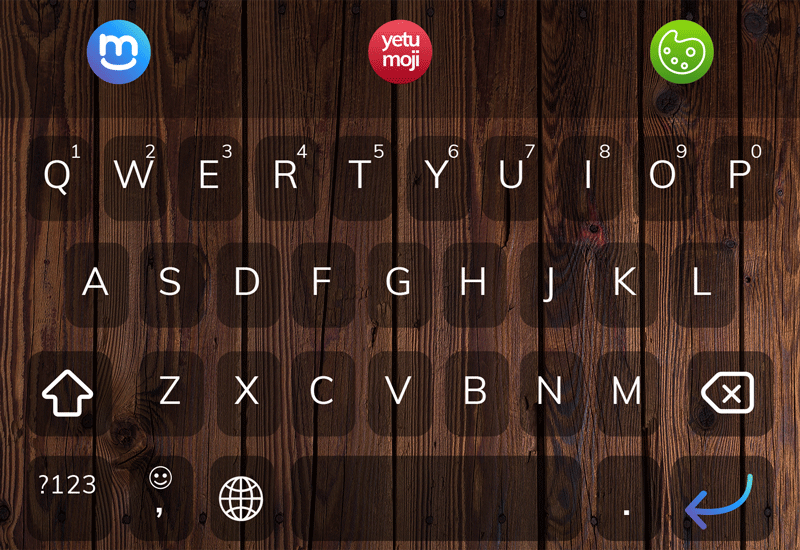 m
yetu
moji
1 2 3 4 5 6 7 8 9 0
Q W E R T Y U I O P
A S D F G H J K L
Z X C V B N M
?123 , .